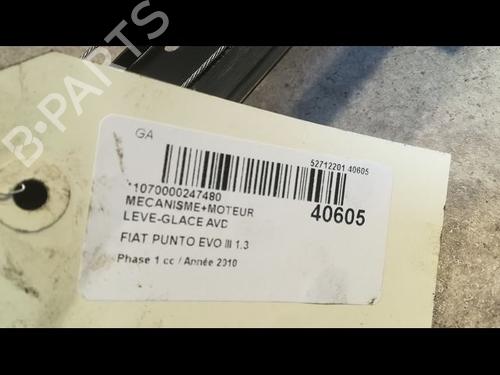 GA
52712201 40605
*1070000247480
MECANISME+MOTEUR
40605
LEVE-GLACE AVD
FIAT PUNTO EVO III 1.3
Phase 1 cc / Année 2010
B-PARTS